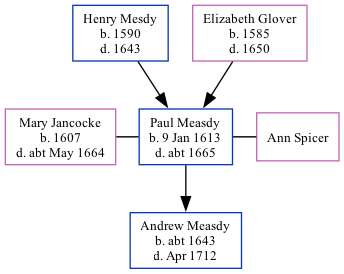 Henry Mesdy
b. 1590
d. 1643
Elizabeth Glover
b. 1585
d. 1650
Mary Jancocke
b. 1607
d. abt May 1664
Paul Measdy
b. 9 Jan 1613
d. abt 1665
Ann Spicer
Andrew Measdy
b. abt 1643
d. Apr 1712